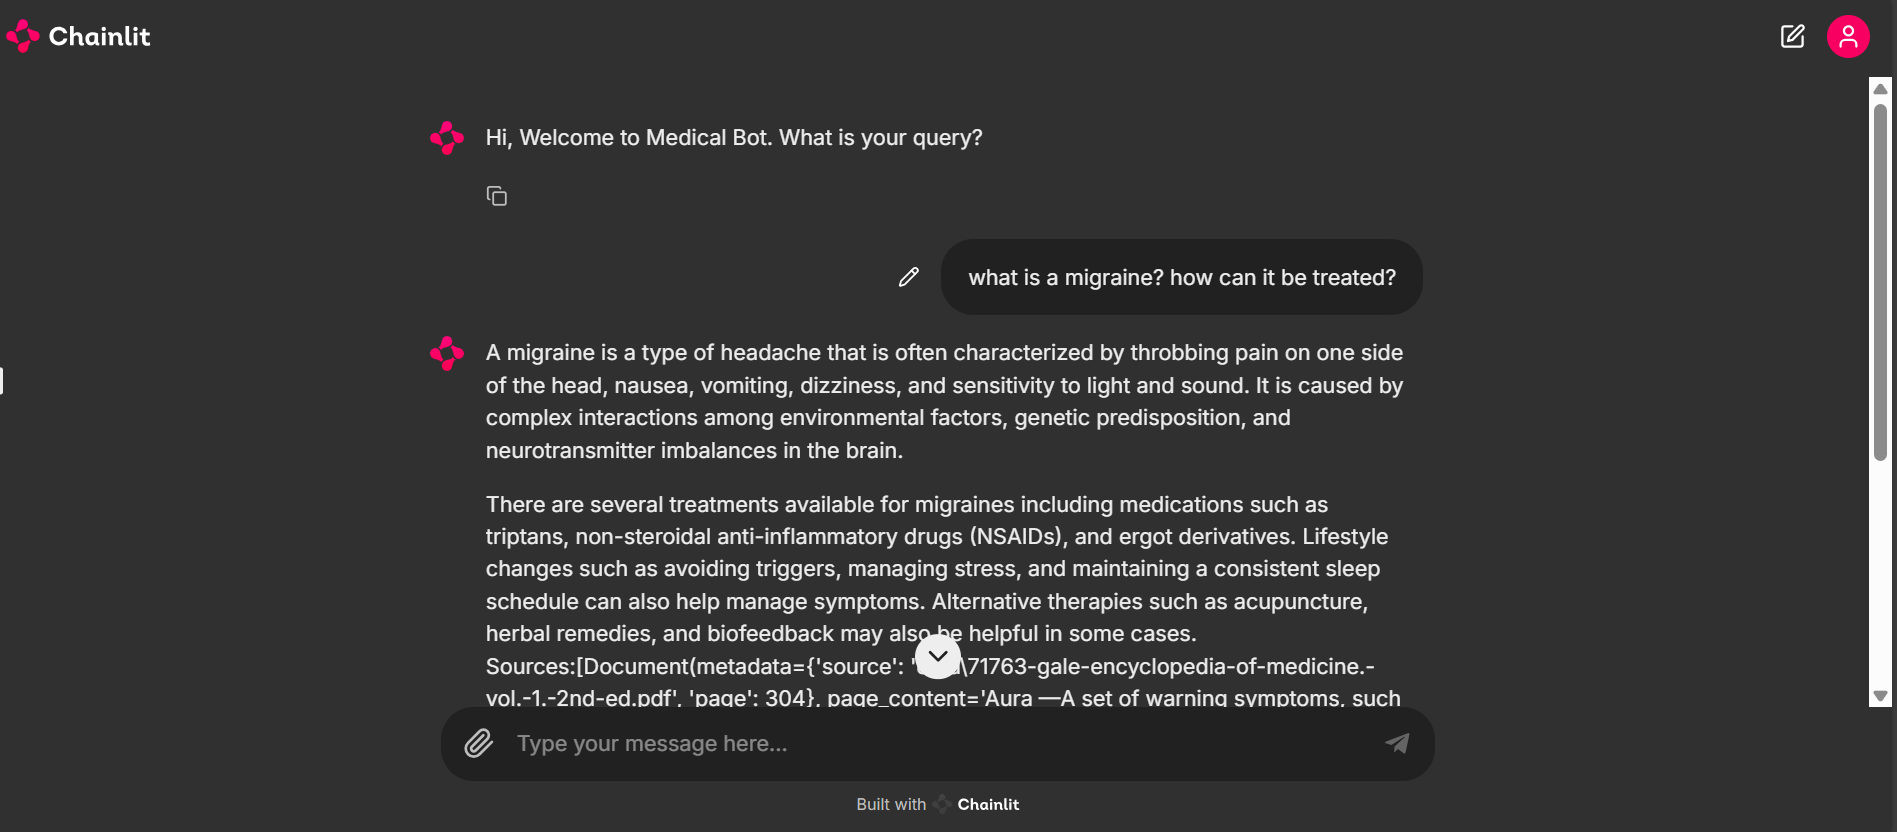 Chainlit
Hi, Welcome to Medical Bot. What is your query?
what is a migraine? how can it be treated?
A migraine is a type of headache that is often characterized by throbbing pain on one side
of the head, nausea, vomiting, dizziness, and sensitivity to light and sound. It is caused by
complex interactions among environmental factors, genetic predisposition, and
neurotransmitter imbalances in the brain.
There are several treatments available for migraines including medications such as
triptans, non-steroidal anti-inflammatory drugs (NSAIDs), and ergot derivatives. Lifestyle
changes such as avoiding triggers, managing stress, and maintaining a consistent sleep
schedule can also help manage symptoms. Alternative therapies such as acupuncture,
herbal remedies, and biofeedback may also be helpful in some cases.
Sources:[Document(metadata={'source': '\71763-gale-encyclopedia-of-medicine.-
vol.-1.-2nd-ed.pdf', 'page': 304}, page_content='Aura —A set of warning symptoms, such
Type your message here...
Built with Chainlit